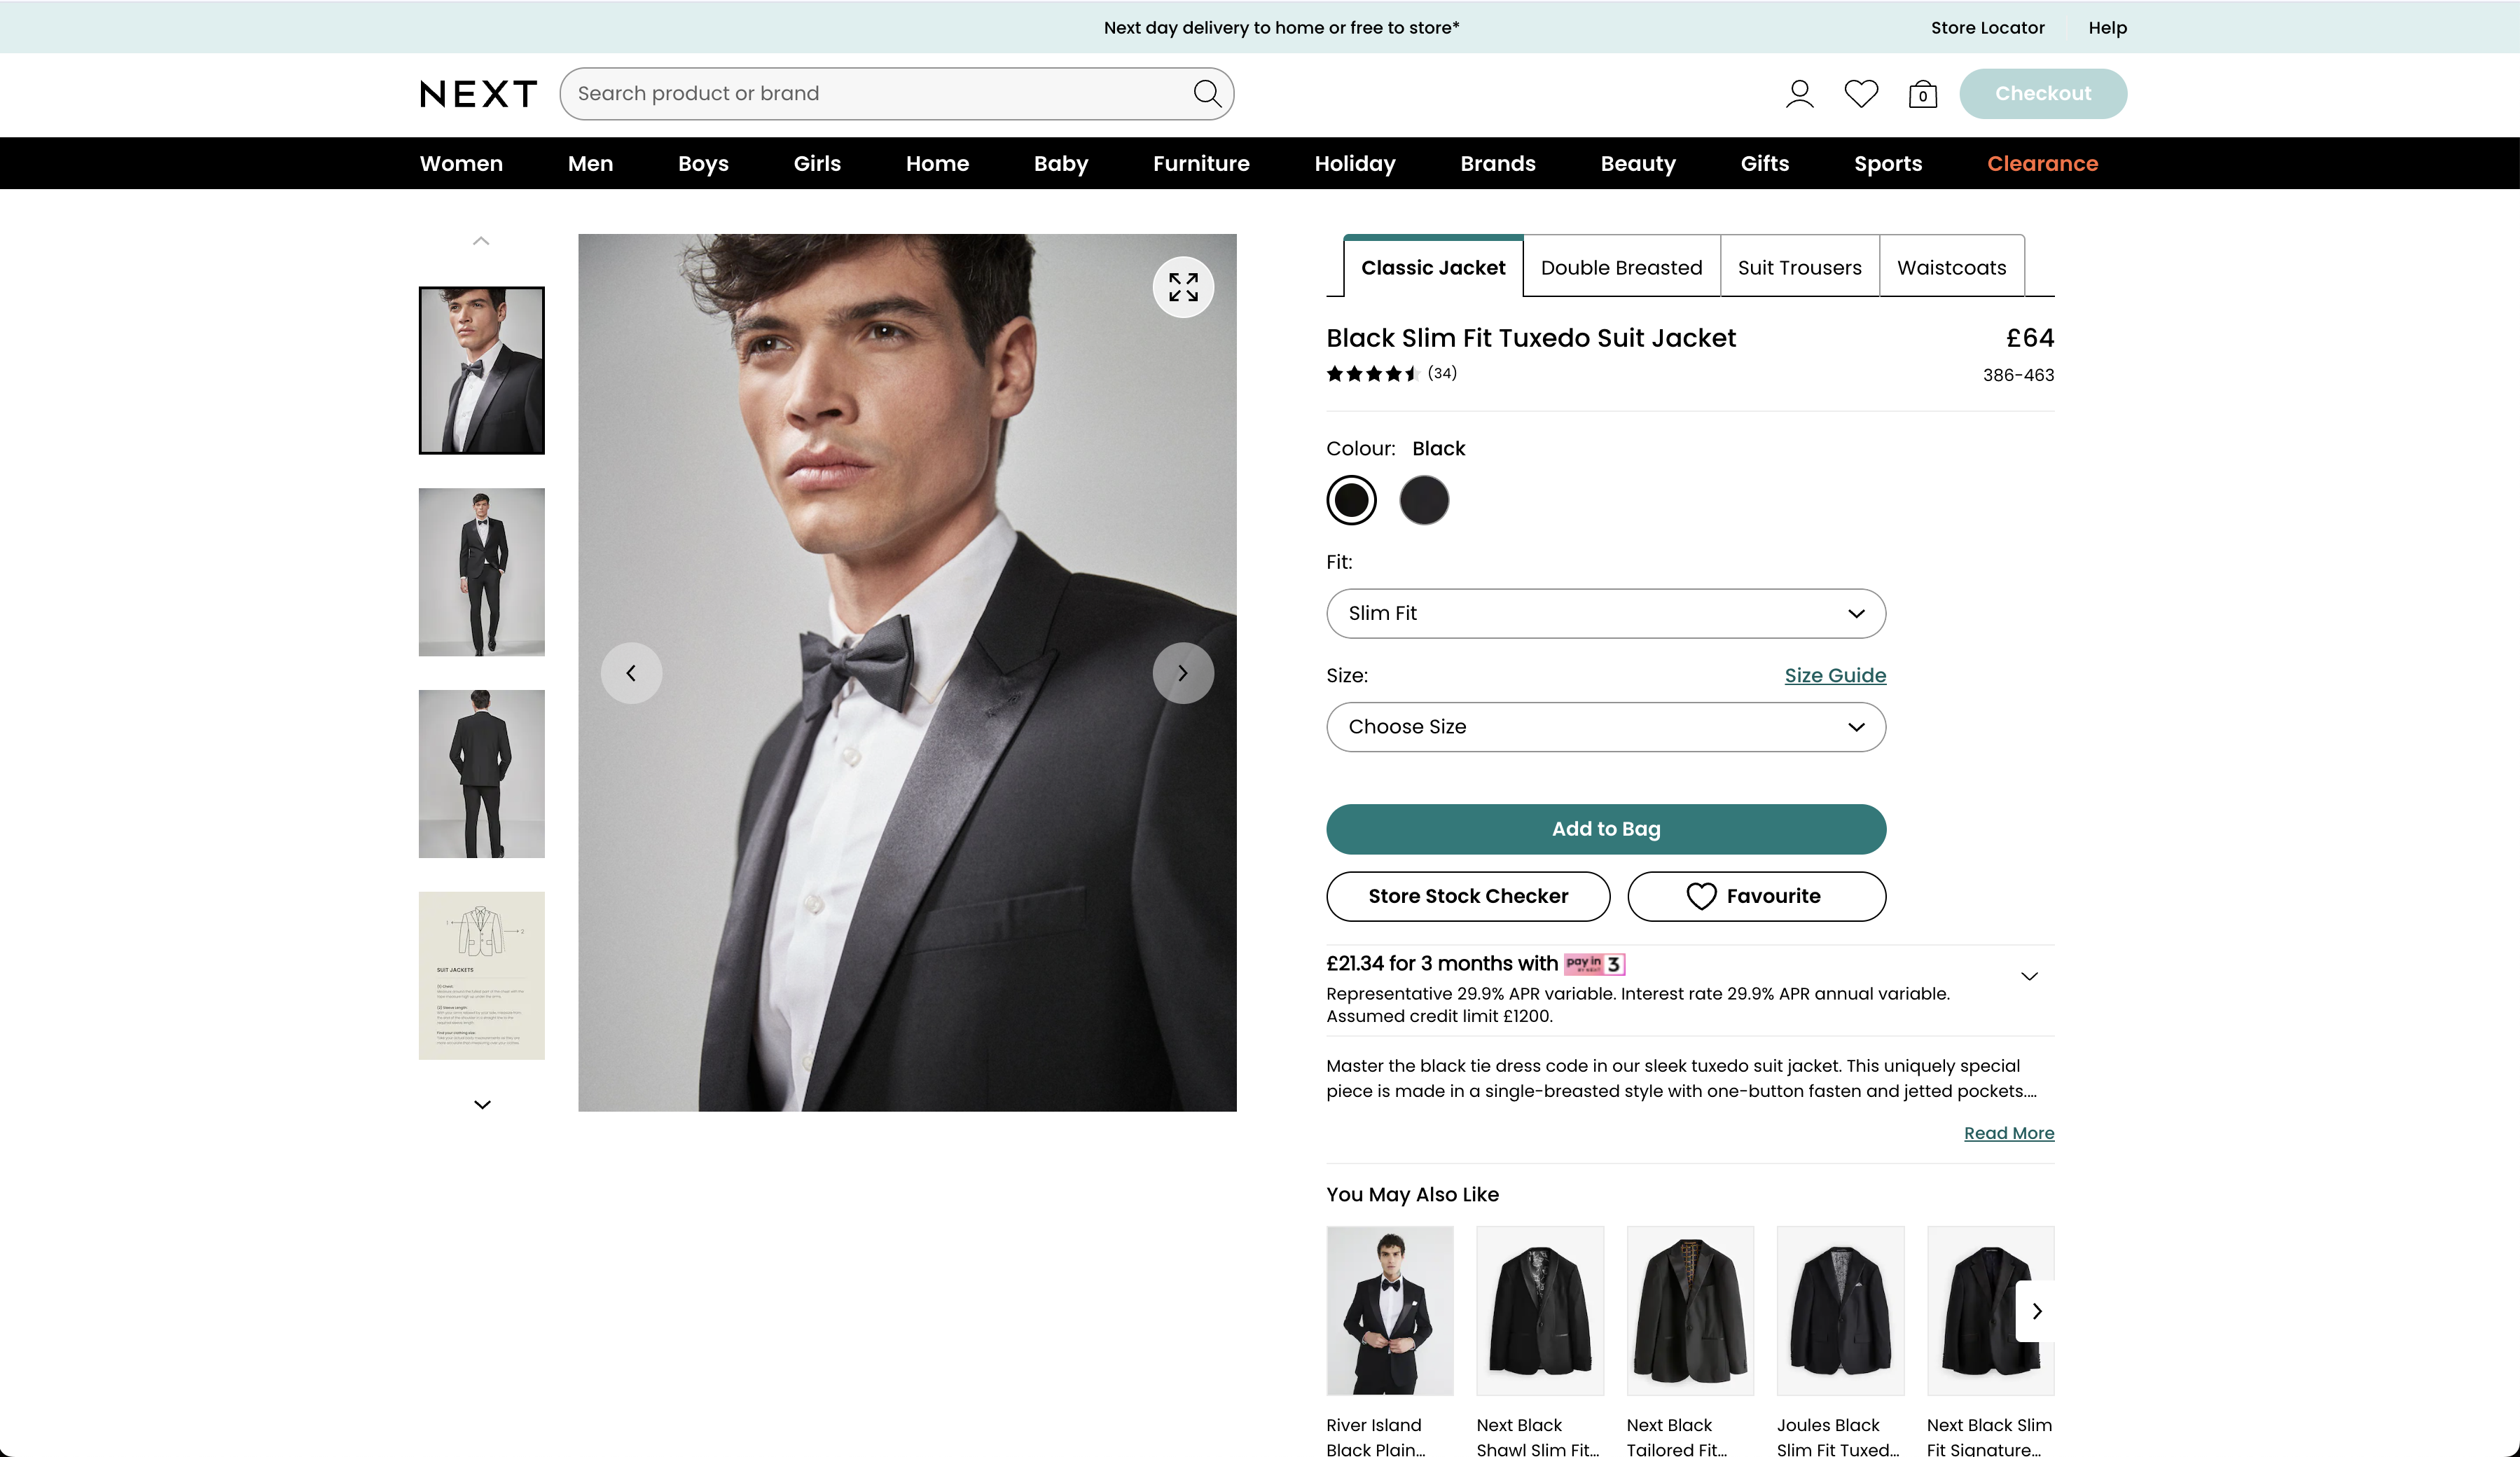 Next day delivery to home or free to store*
Store Locator
Help
NEXT
Search product or brand
0
Checkout
Women
Men
Boys
Girls
Home
Baby
Furniture
Holiday
Brands
Beauty
Gifts
Sports
Clearance
1
2
SUIT JACKETS
Classic Jacket
Double Breasted
Suit Trousers
Waistcoats
Black Slim Fit Tuxedo Suit Jacket
£64
(34)
386-463
Colour: Black
Fit:
Slim Fit
Size:
Size Guide
Choose Size
Add to Bag
Store Stock Checker
Favourite
£21.34 for 3 months with pay in 3
BY NEXT
Representative 29.9% APR variable. Interest rate 29.9% APR annual variable.
Assumed credit limit £1200.
Master the black tie dress code in our sleek tuxedo suit jacket. This uniquely special
piece is made in a single-breasted style with one-button fasten and jetted pockets....
Read More
You May Also Like
River Island
Black Plain...
Next Black
Shawl Slim Fit...
Next Black
Tailored Fit...
Joules Black
Slim Fit Tuxed...
Next Black Slim
Fit Signature...